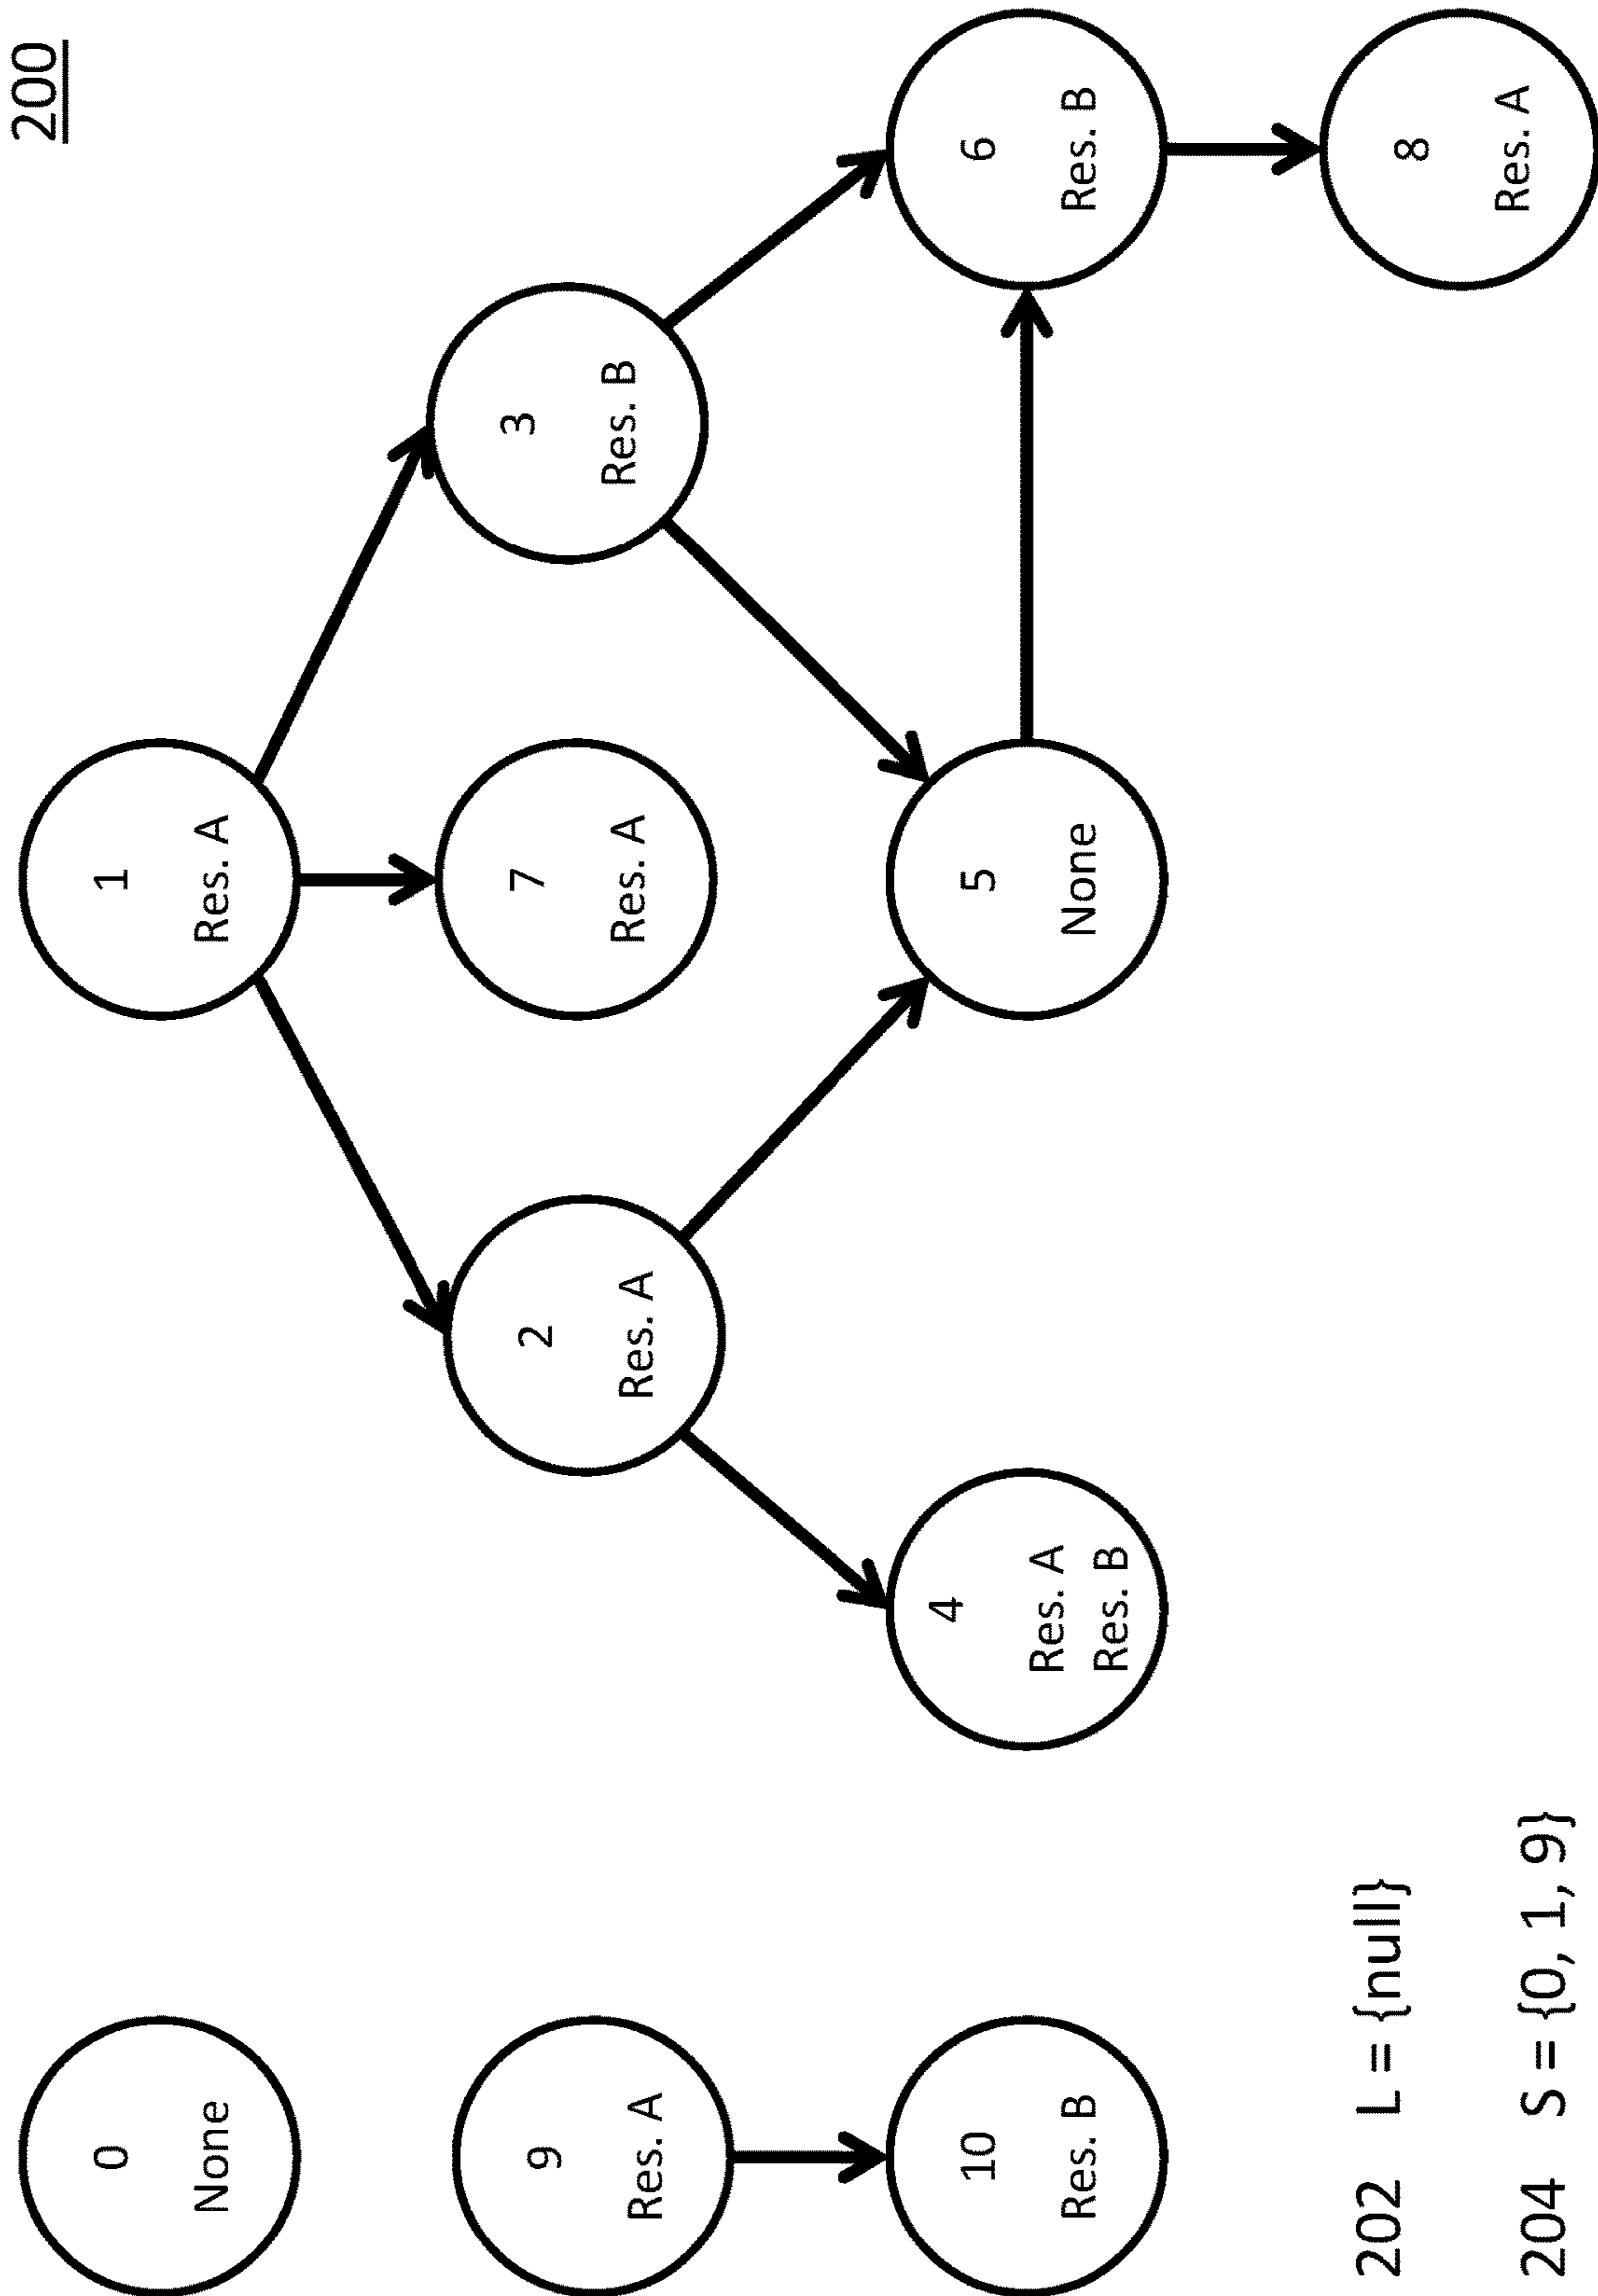 200
0
None
1
Res. A
9
Res. A
2
Res. A
7
Res. A
3
Res. B
10
Res. B
4
Res. A
Res. B
5
None
6
Res. B
8
Res. A
202 L = {null}
204 S = {0, 1, 9}